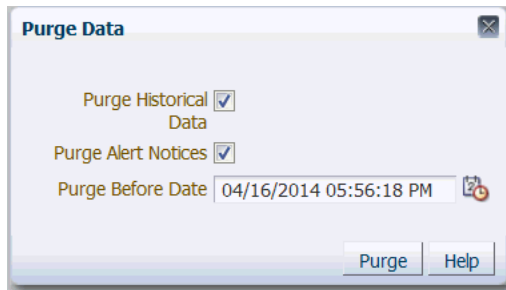 Purge Data
Purge Historical
Data
Purge Alert Notices
Purge Before Date 04/16/2014 05:56:18 PM
Purge Help